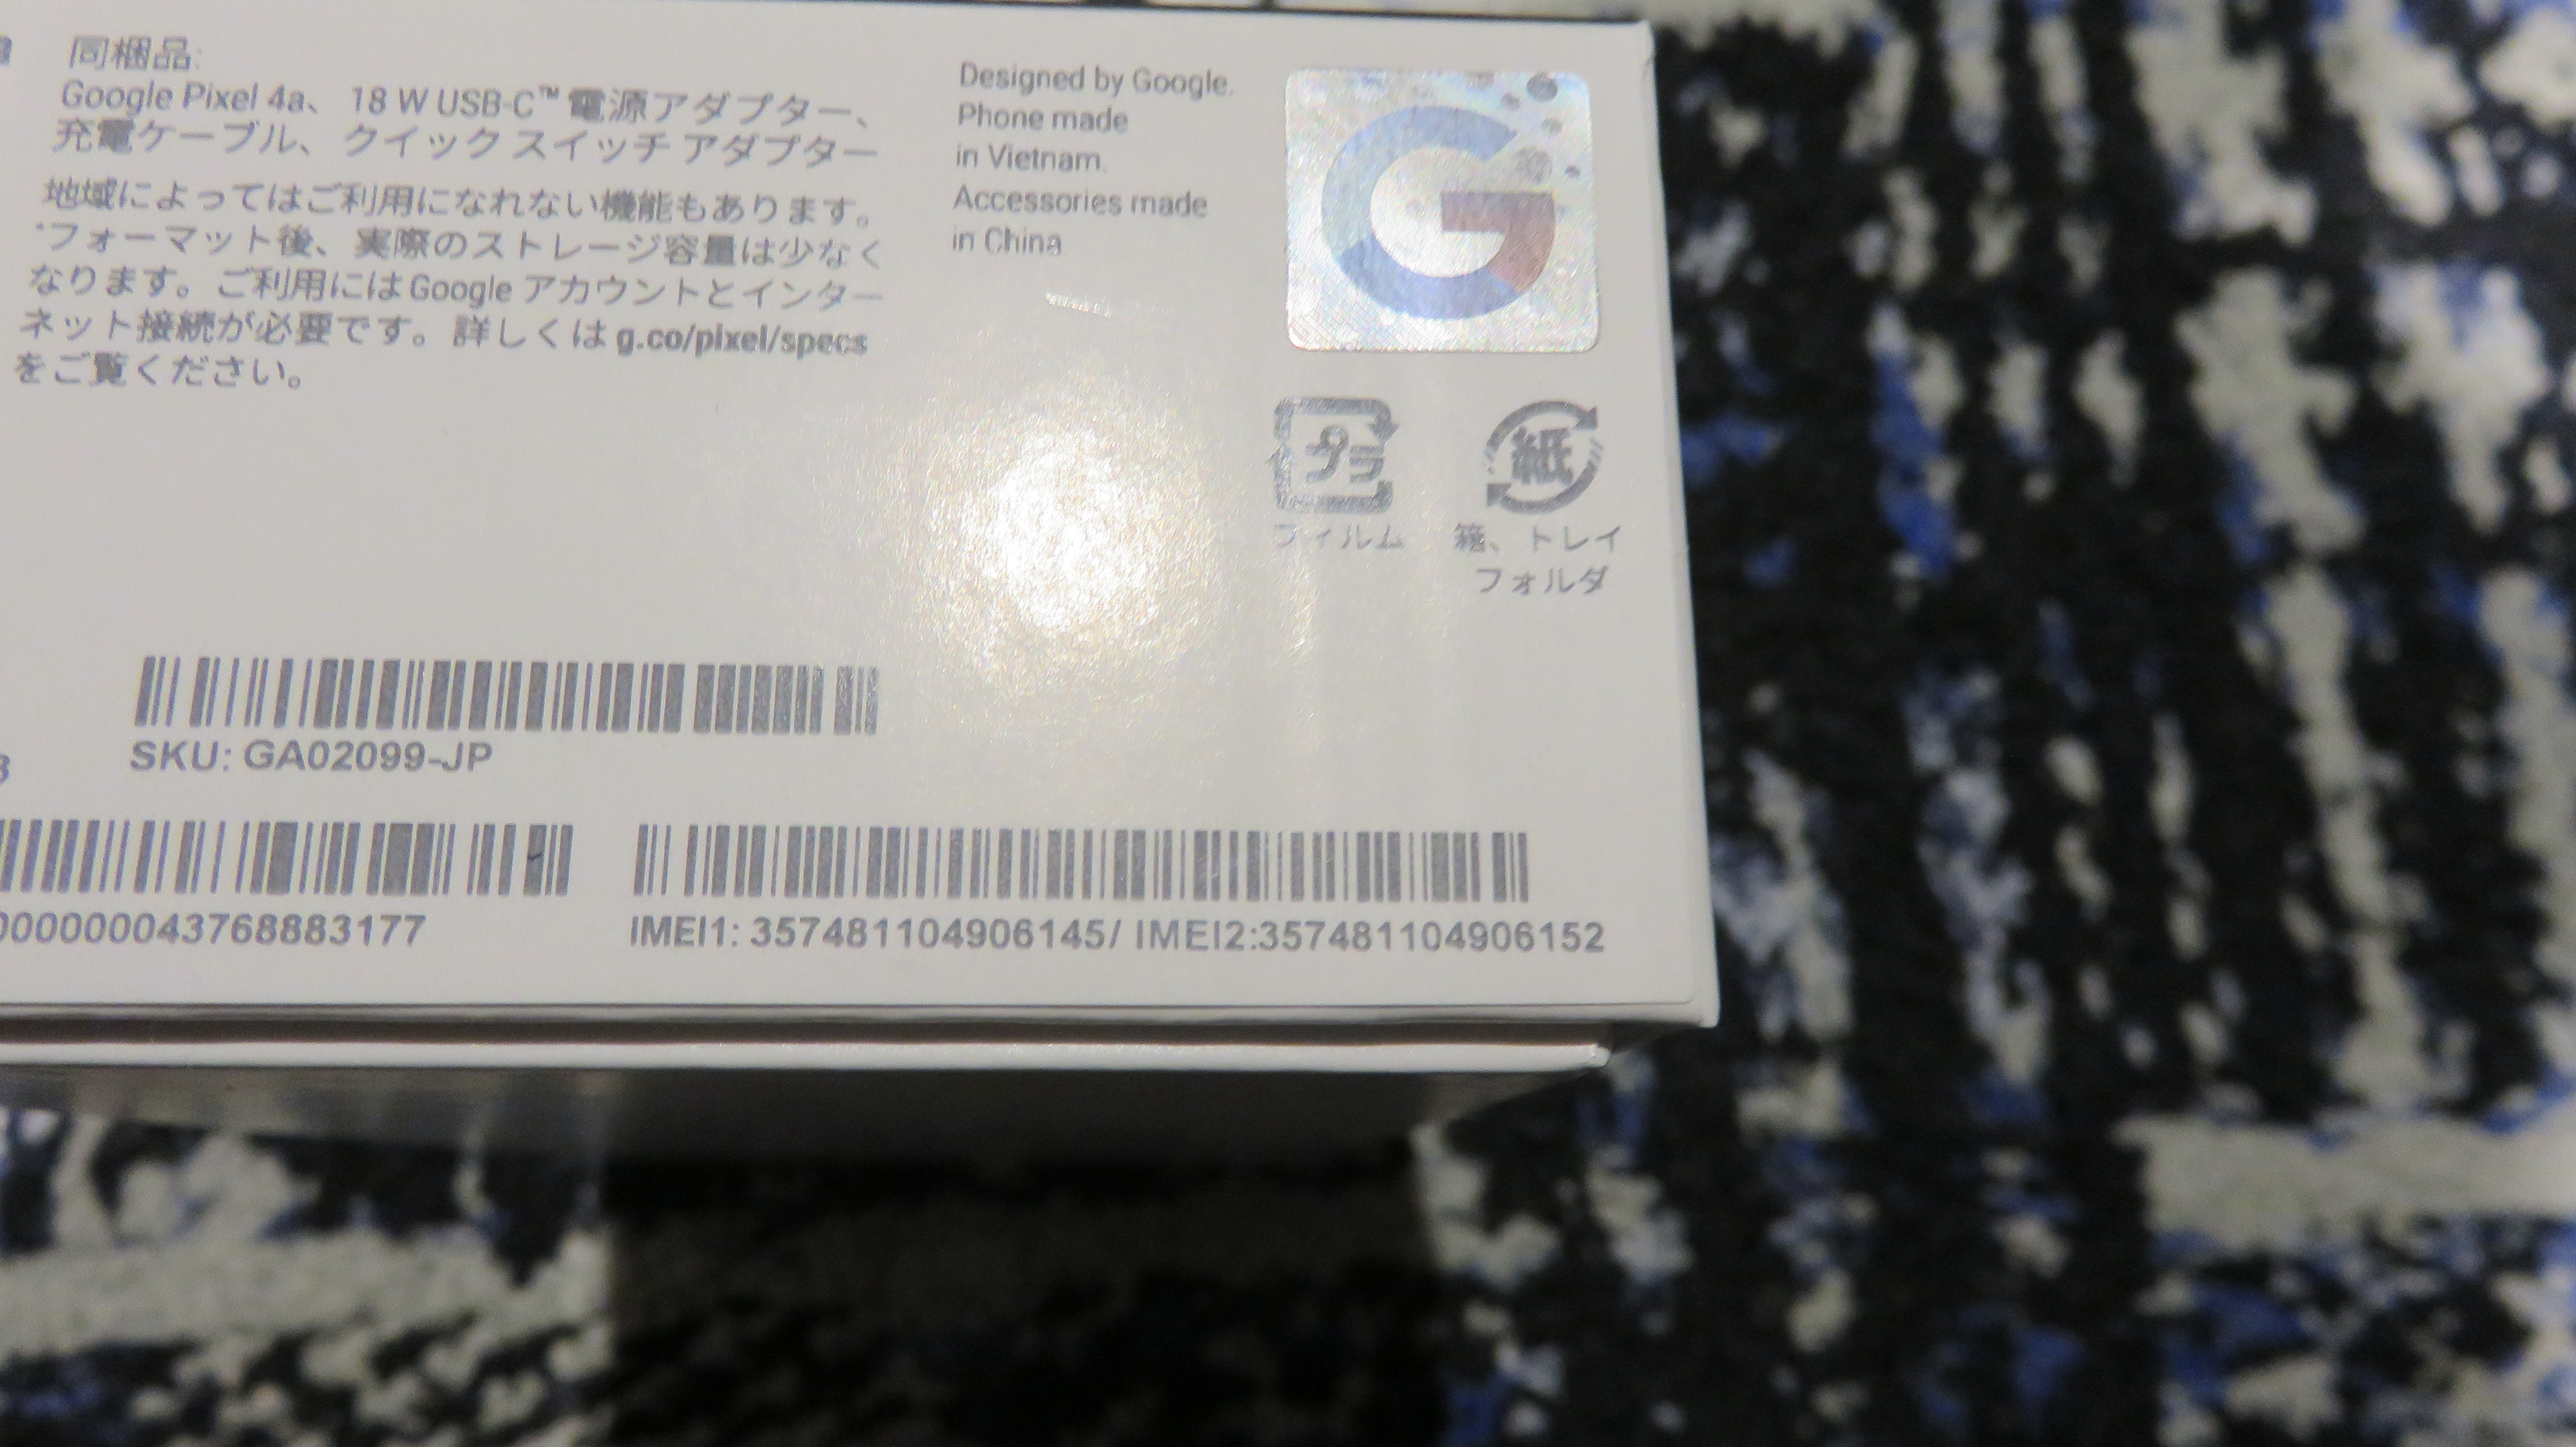 同梱品:
Google Pixel 4a、 18 W USB-C™ 電源アダプター、
充電ケーブル、クイック スイッチ アダプター
地域によってはご利用になれない機能もあります。
*フォーマット後、実際のストレージ容量は少なく
なります。ご利用には Google アカウントとインター
ネット接続が必要です。詳しくは g.co/pixel/specs
をご覧ください。
Designed by Google.
Phone made
in Vietnam.
Accessories made
in China
G
プラ
フィルム
紙
箱、トレイ
フォルダ
SKU: GA02099-JP
0000000043768883177
IMEI1: 357481104906145/ IMEI2:357481104906152